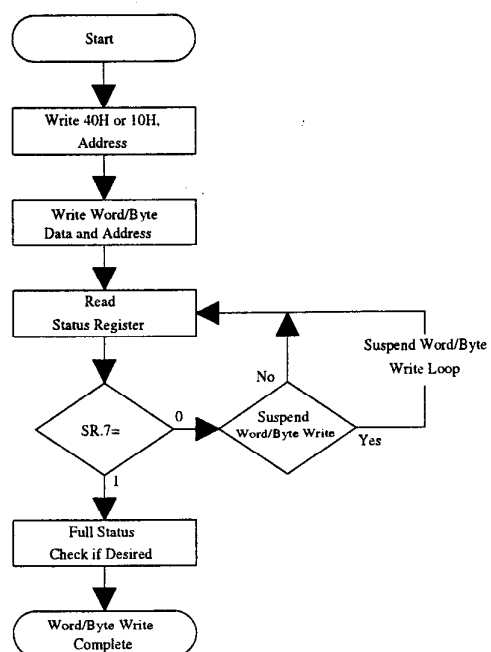 Start
Write 40H or 10H,
Address
Write Word/Byte
Data and Address
Read
Status Register
Suspend Word/Byte
Write Loop
No
SR.7=
0
Suspend
Word/Byte Write
Yes
1
Full Status
Check if Desired
Word/Byte Write
Complete